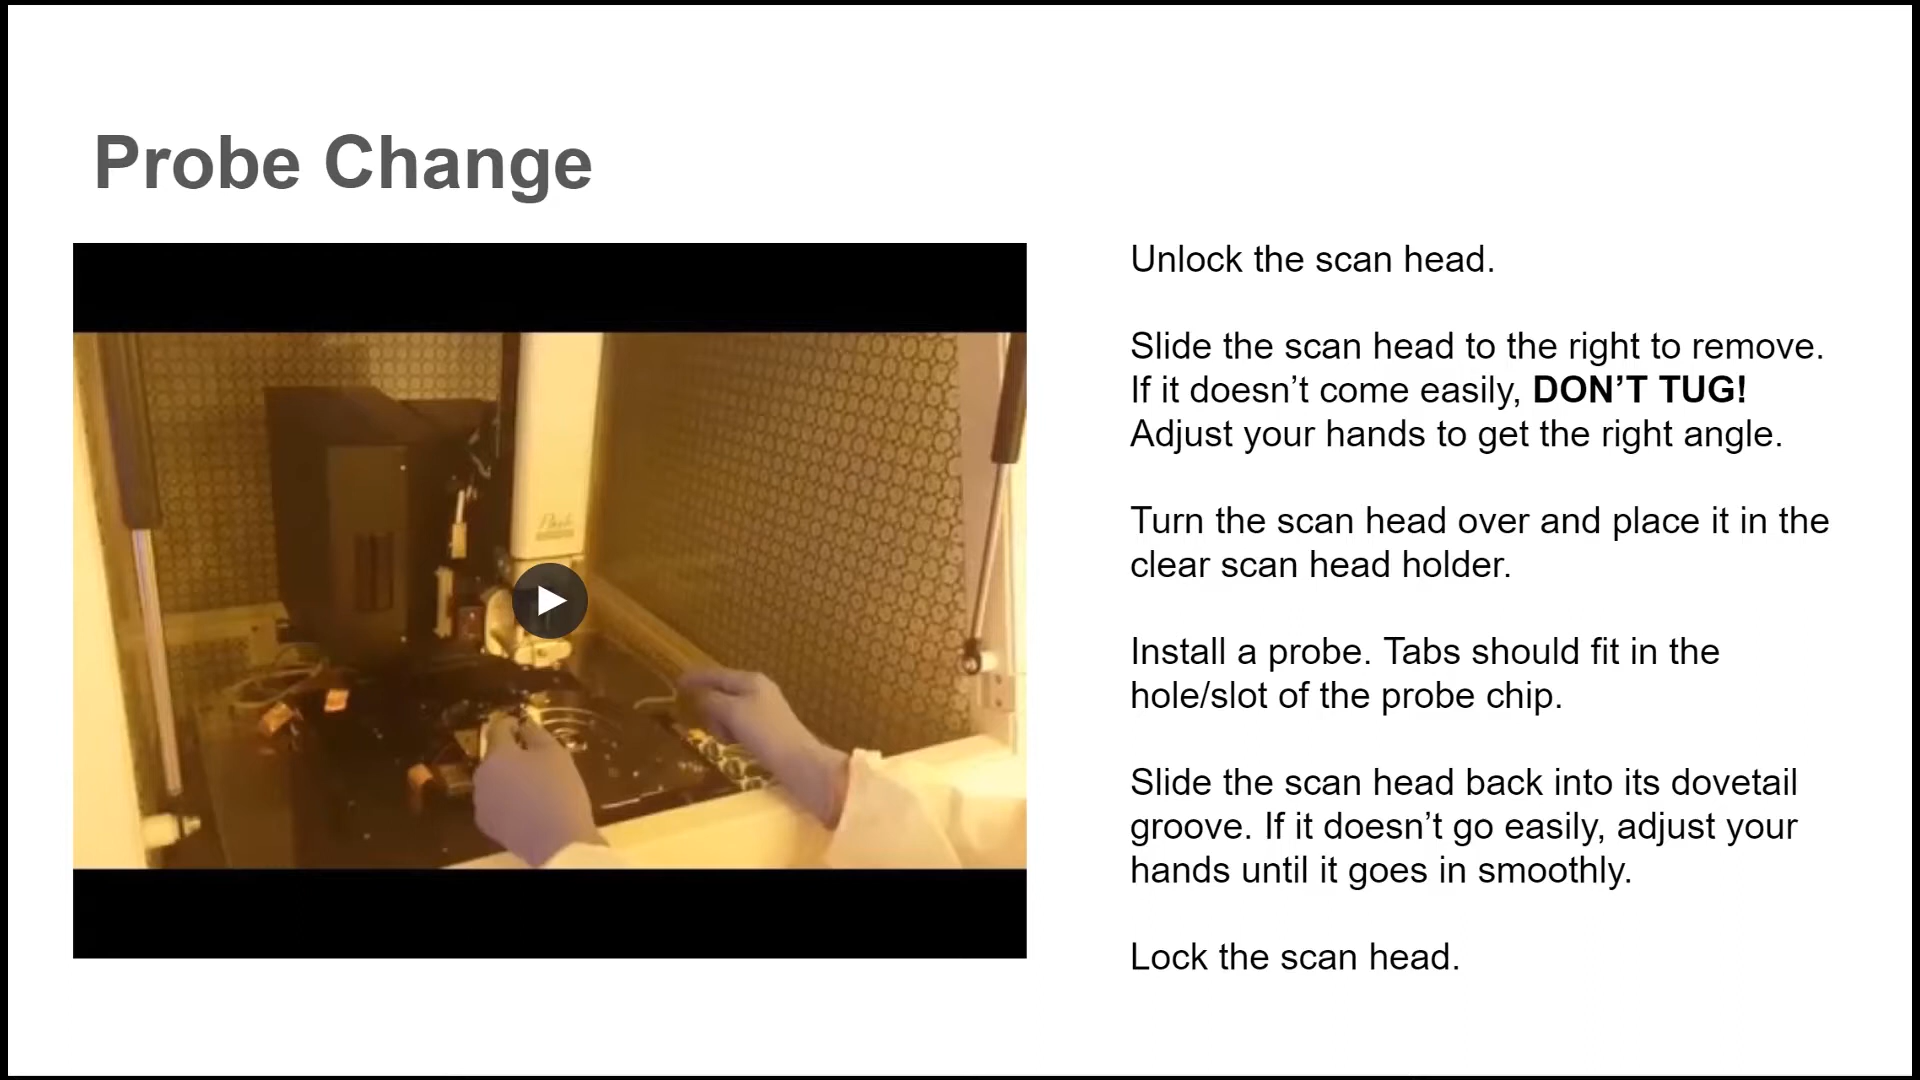 Probe Change
Unlock the scan head.
Slide the scan head to the right to remove.
If it doesn’t come easily, DON’T TUG!
Adjust your hands to get the right angle.
Turn the scan head over and place it in the
clear scan head holder.
Install a probe. Tabs should fit in the
hole/slot of the probe chip.
Slide the scan head back into its dovetail
groove. If it doesn’t go easily, adjust your
hands until it goes in smoothly.
Lock the scan head.